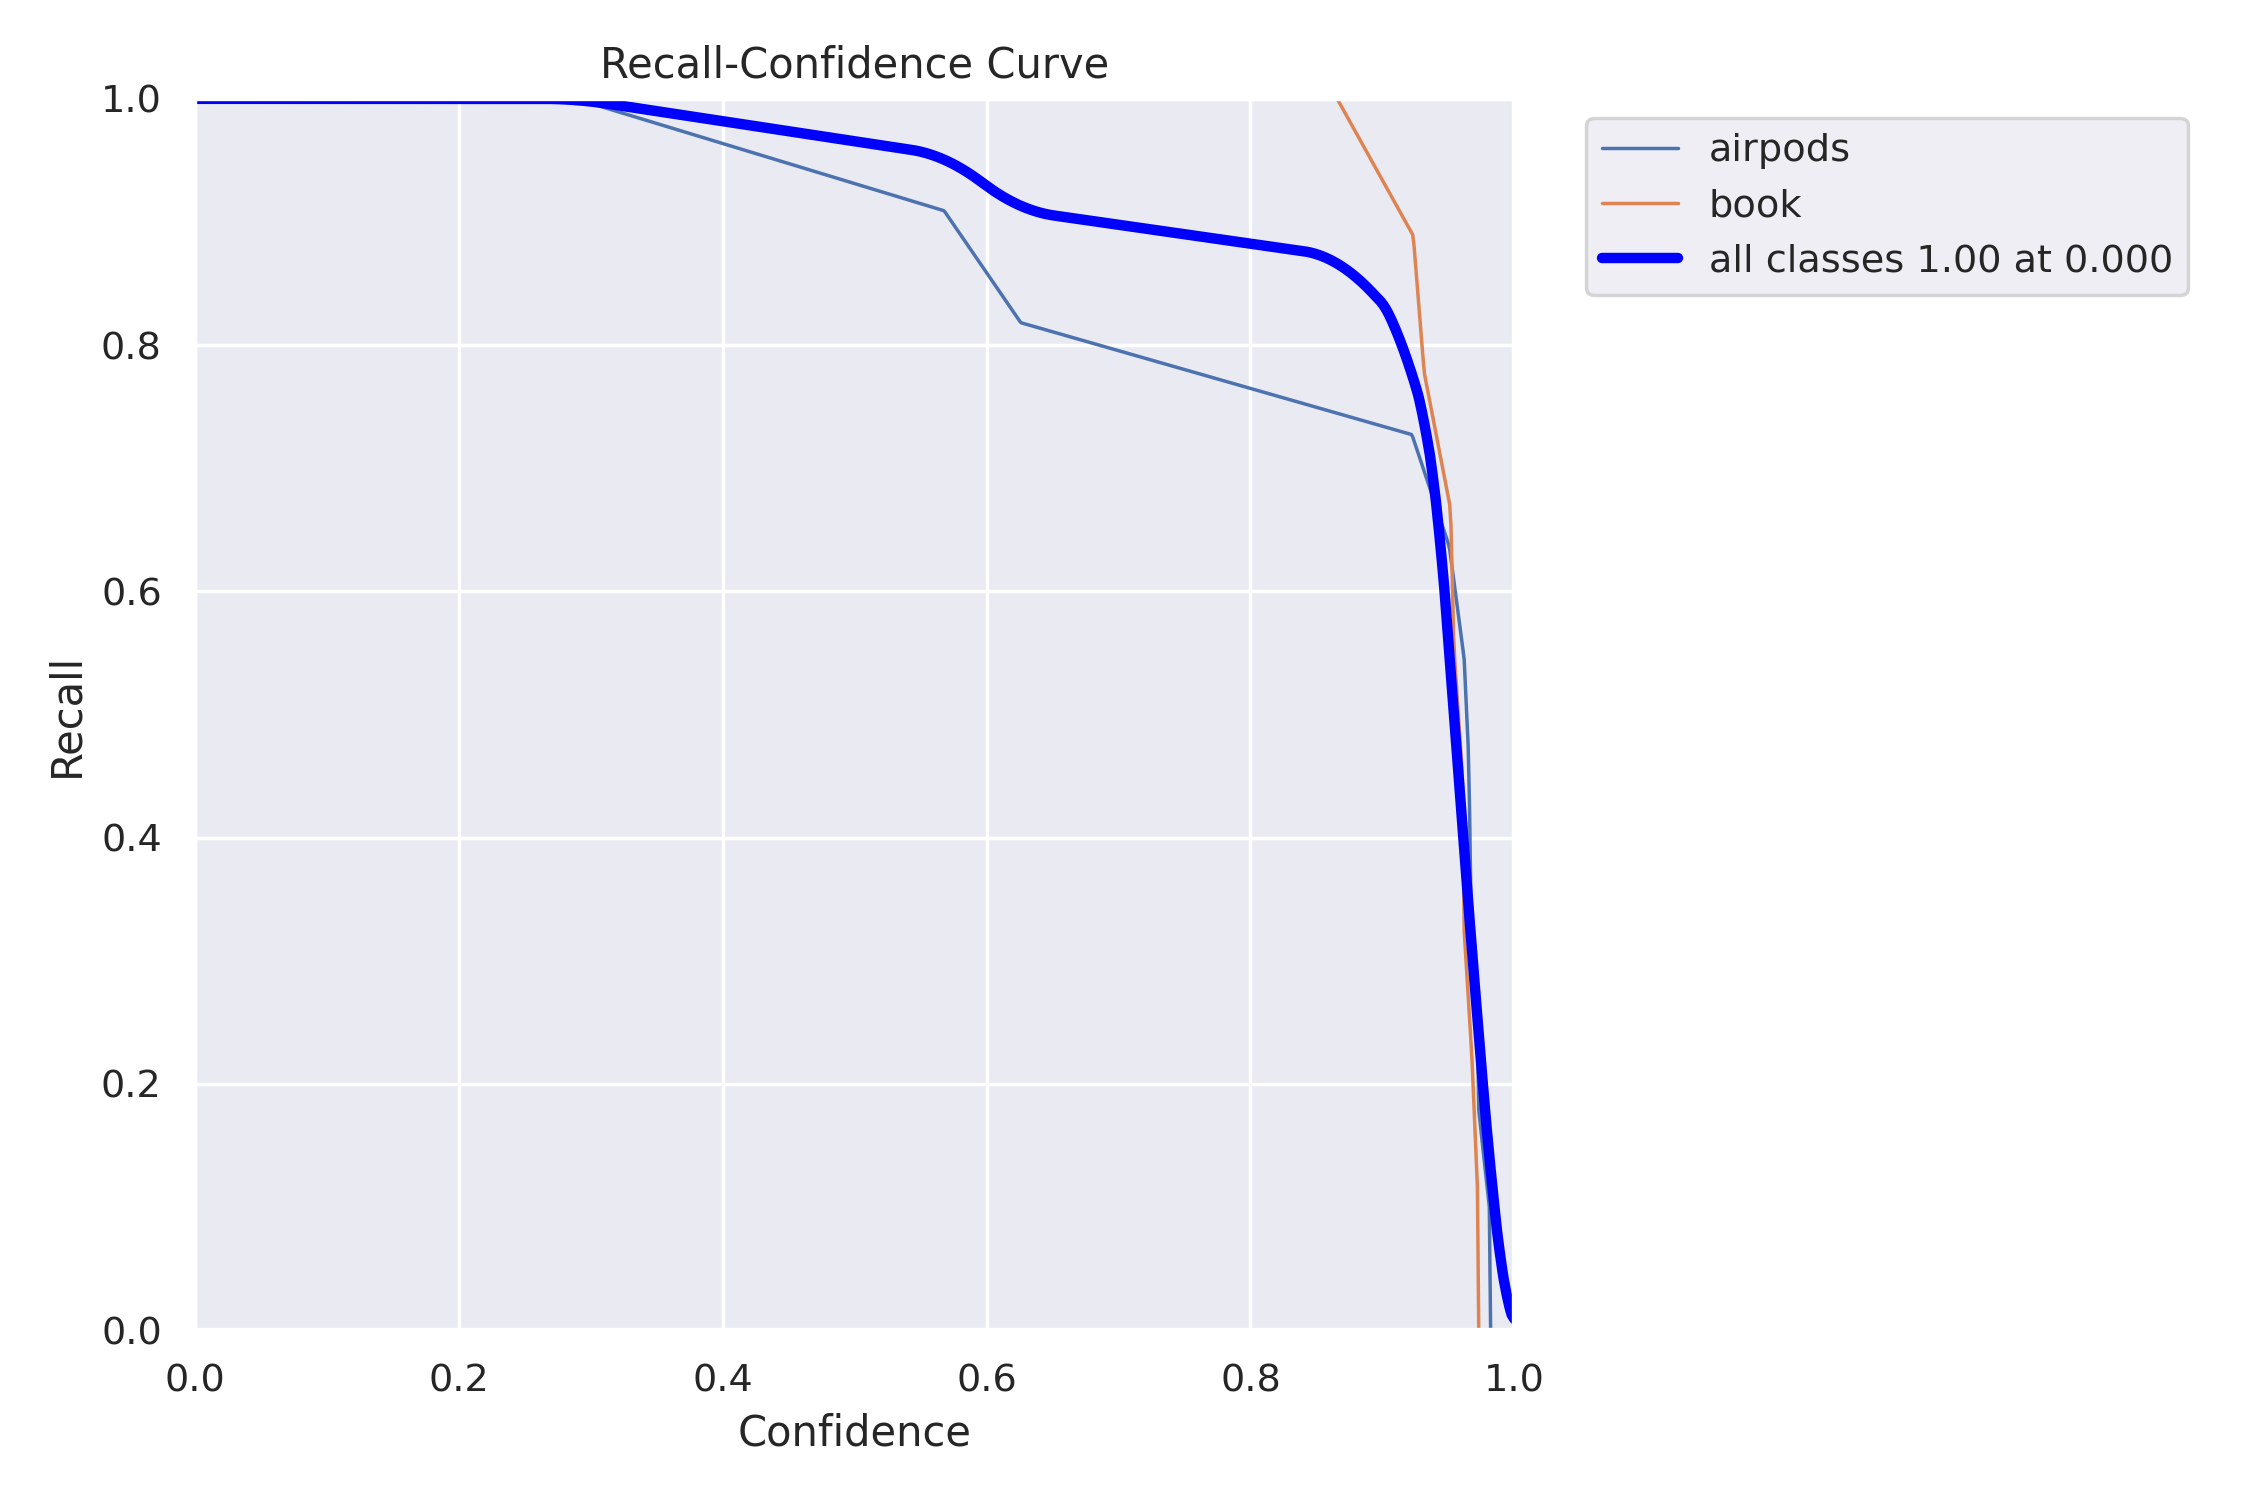 Recall-Confidence Curve
1.0
0.8
0.6
0.4
0.2
0.0
Recall
0.0 0.2 0.4 0.6 0.8 1.0
Confidence
airpods
book
all classes 1.00 at 0.000